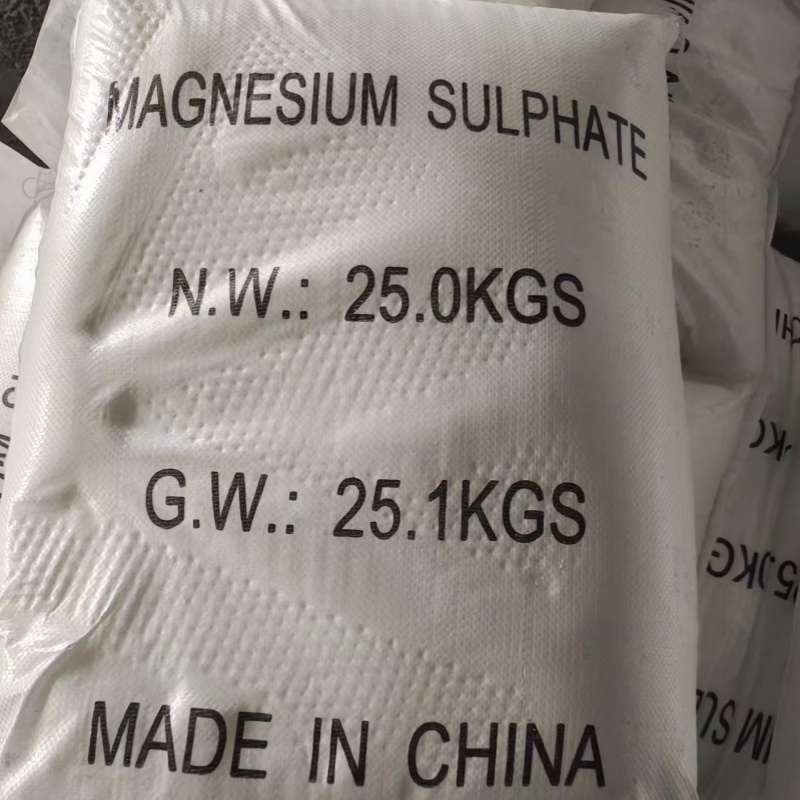 MAGNESIUM SULPHATE
N.W.: 25.0KGS
G.W.: 25.1KGS
MADE IN CHINA